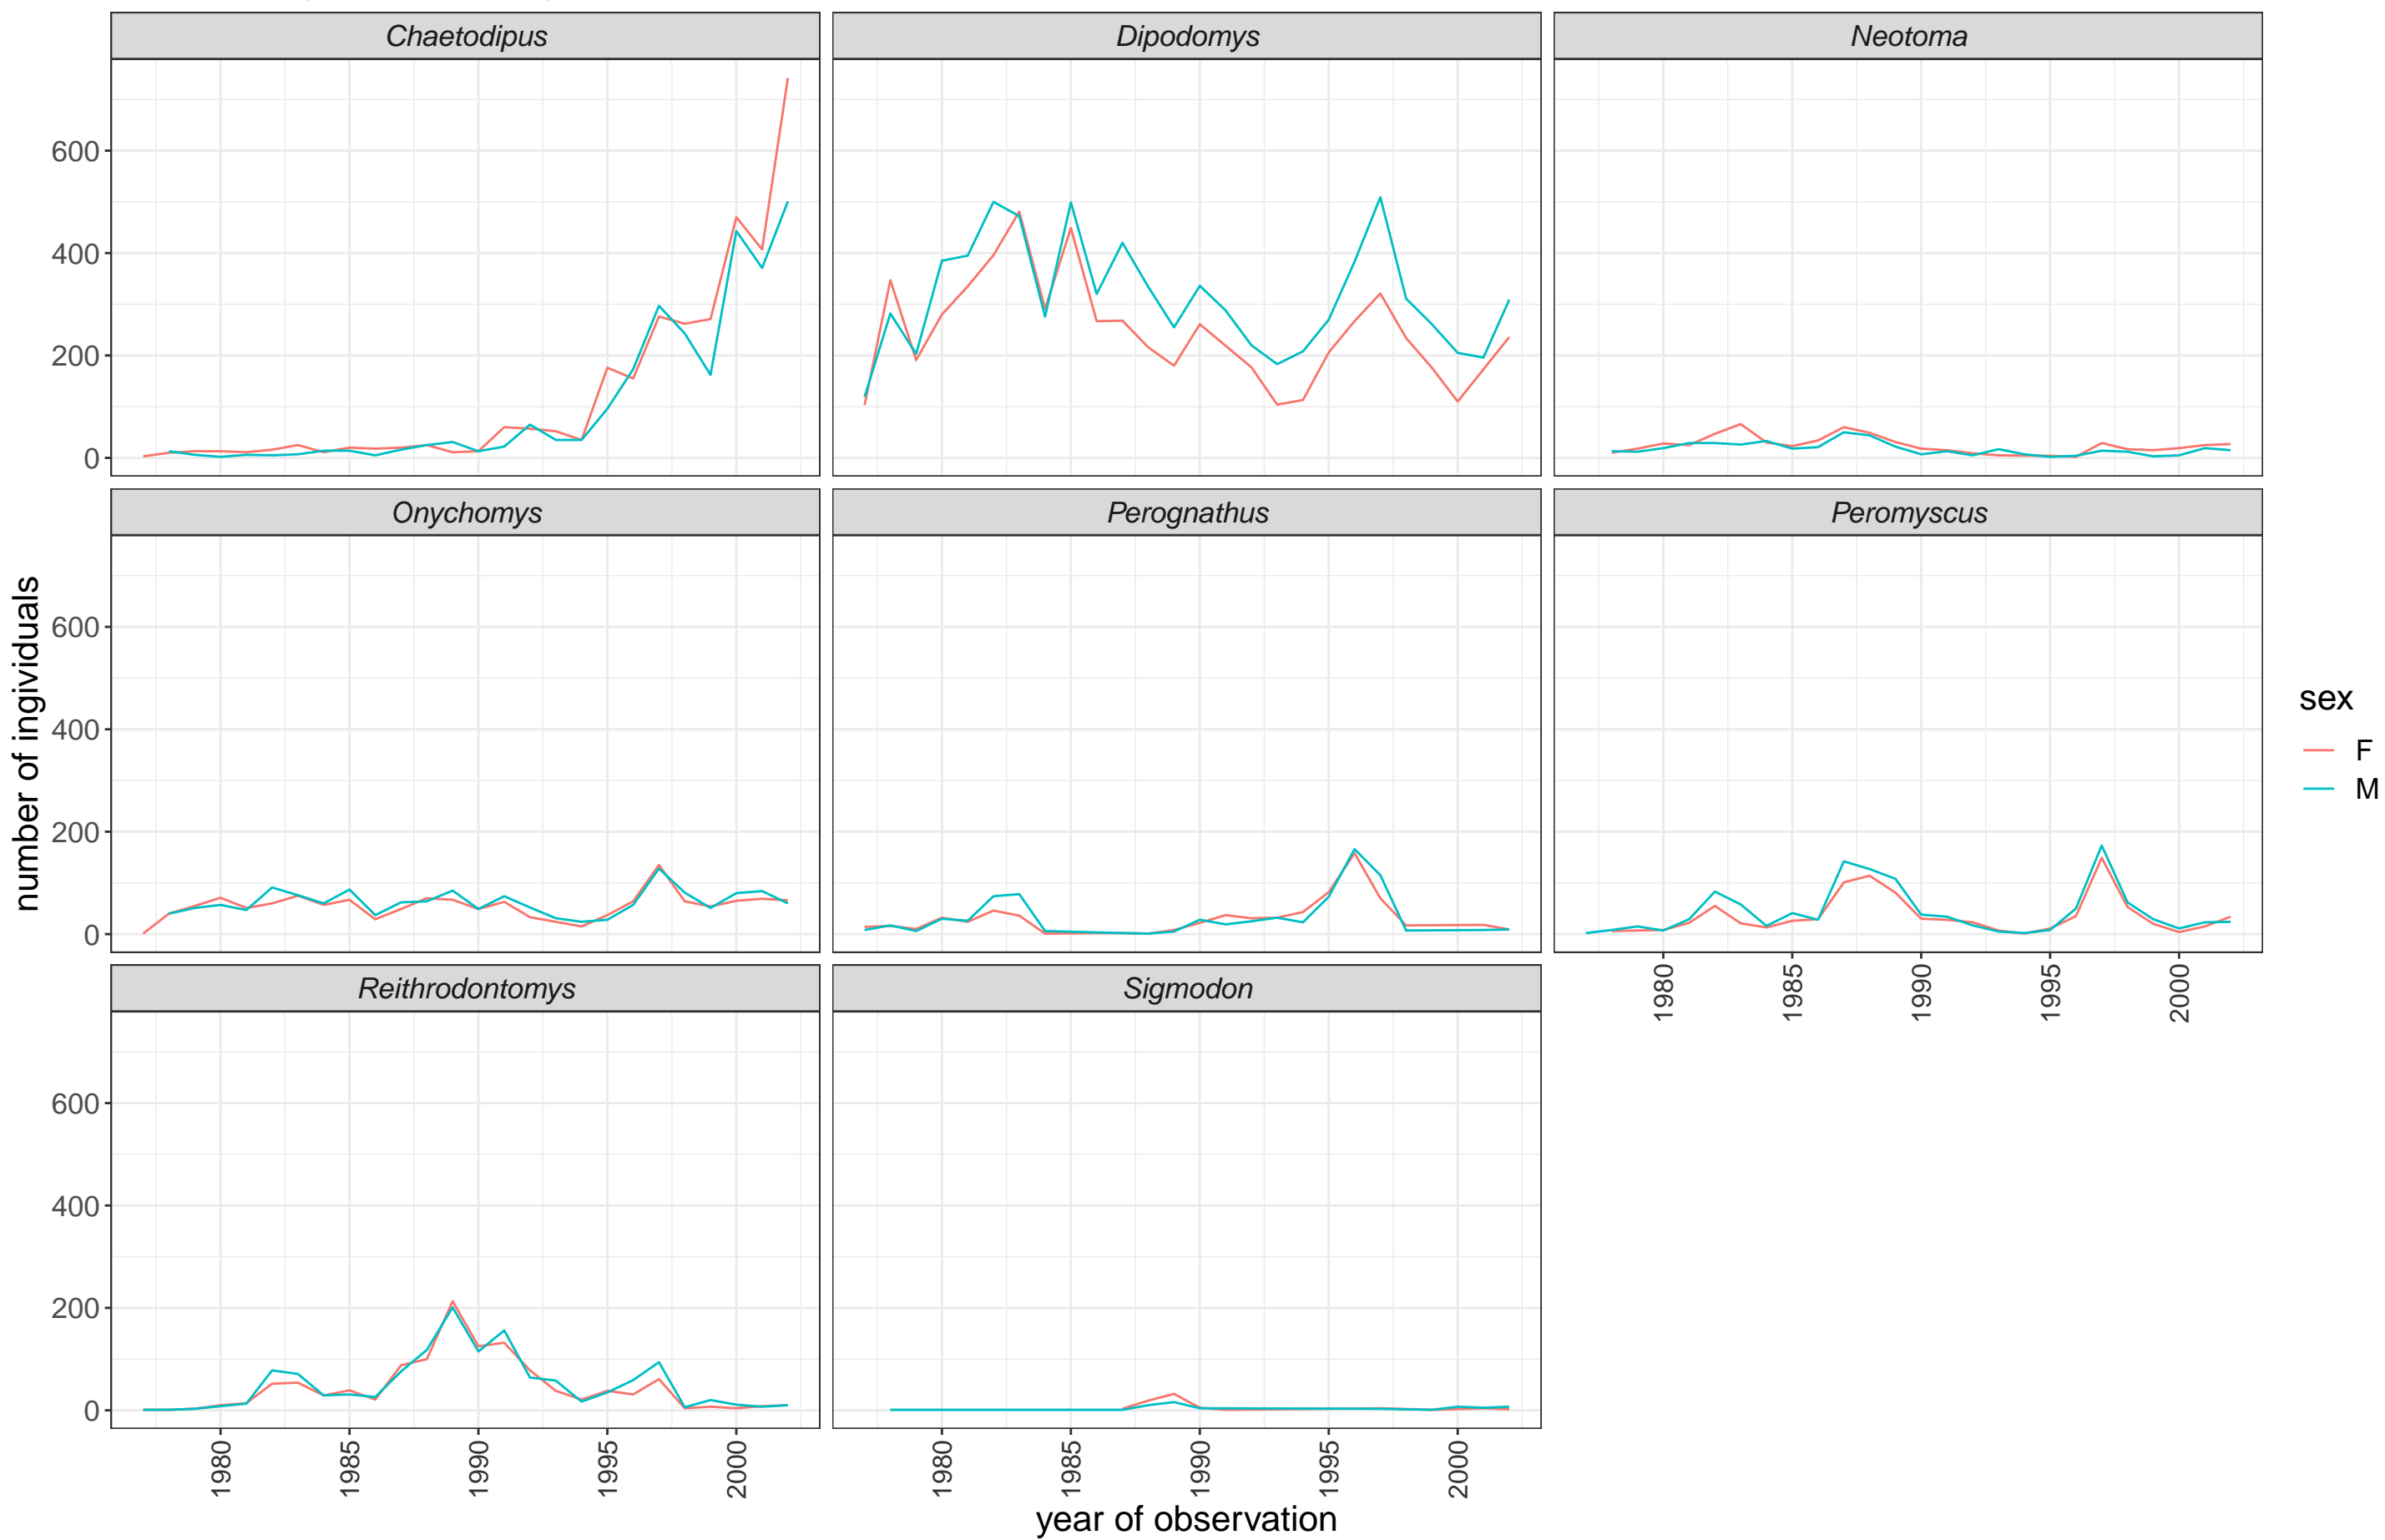 Chaetodipus
Dipodomys
Neotoma
600
400
200
0
Onychomys
Perognathus
Peromyscus
number of ingividuals
600
400
200
0
sex
F
M
1980
1985
1990
1995
2000
Reithrodontomys
Sigmodon
600
400
200
0
1980
1985
1990
1995
2000
1980
1985
1990
1995
2000
year of observation